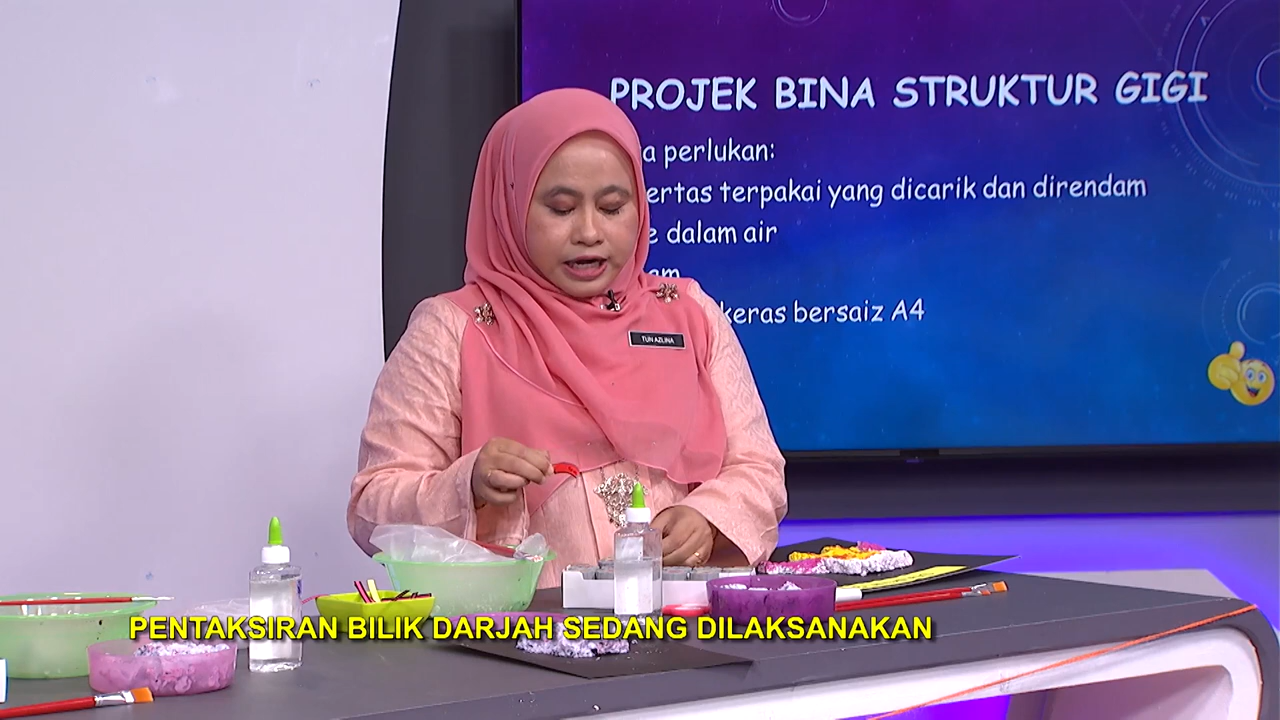 PROJEK BINA STRUKTUR GIGI
perlukan:
terpakai yang dicarik dan direndam
dalam air
keras bersaiz A4
TUN AZLINA
PENTAKSIRAN BILIK DARJAH SEDANG DILAKSANAKAN